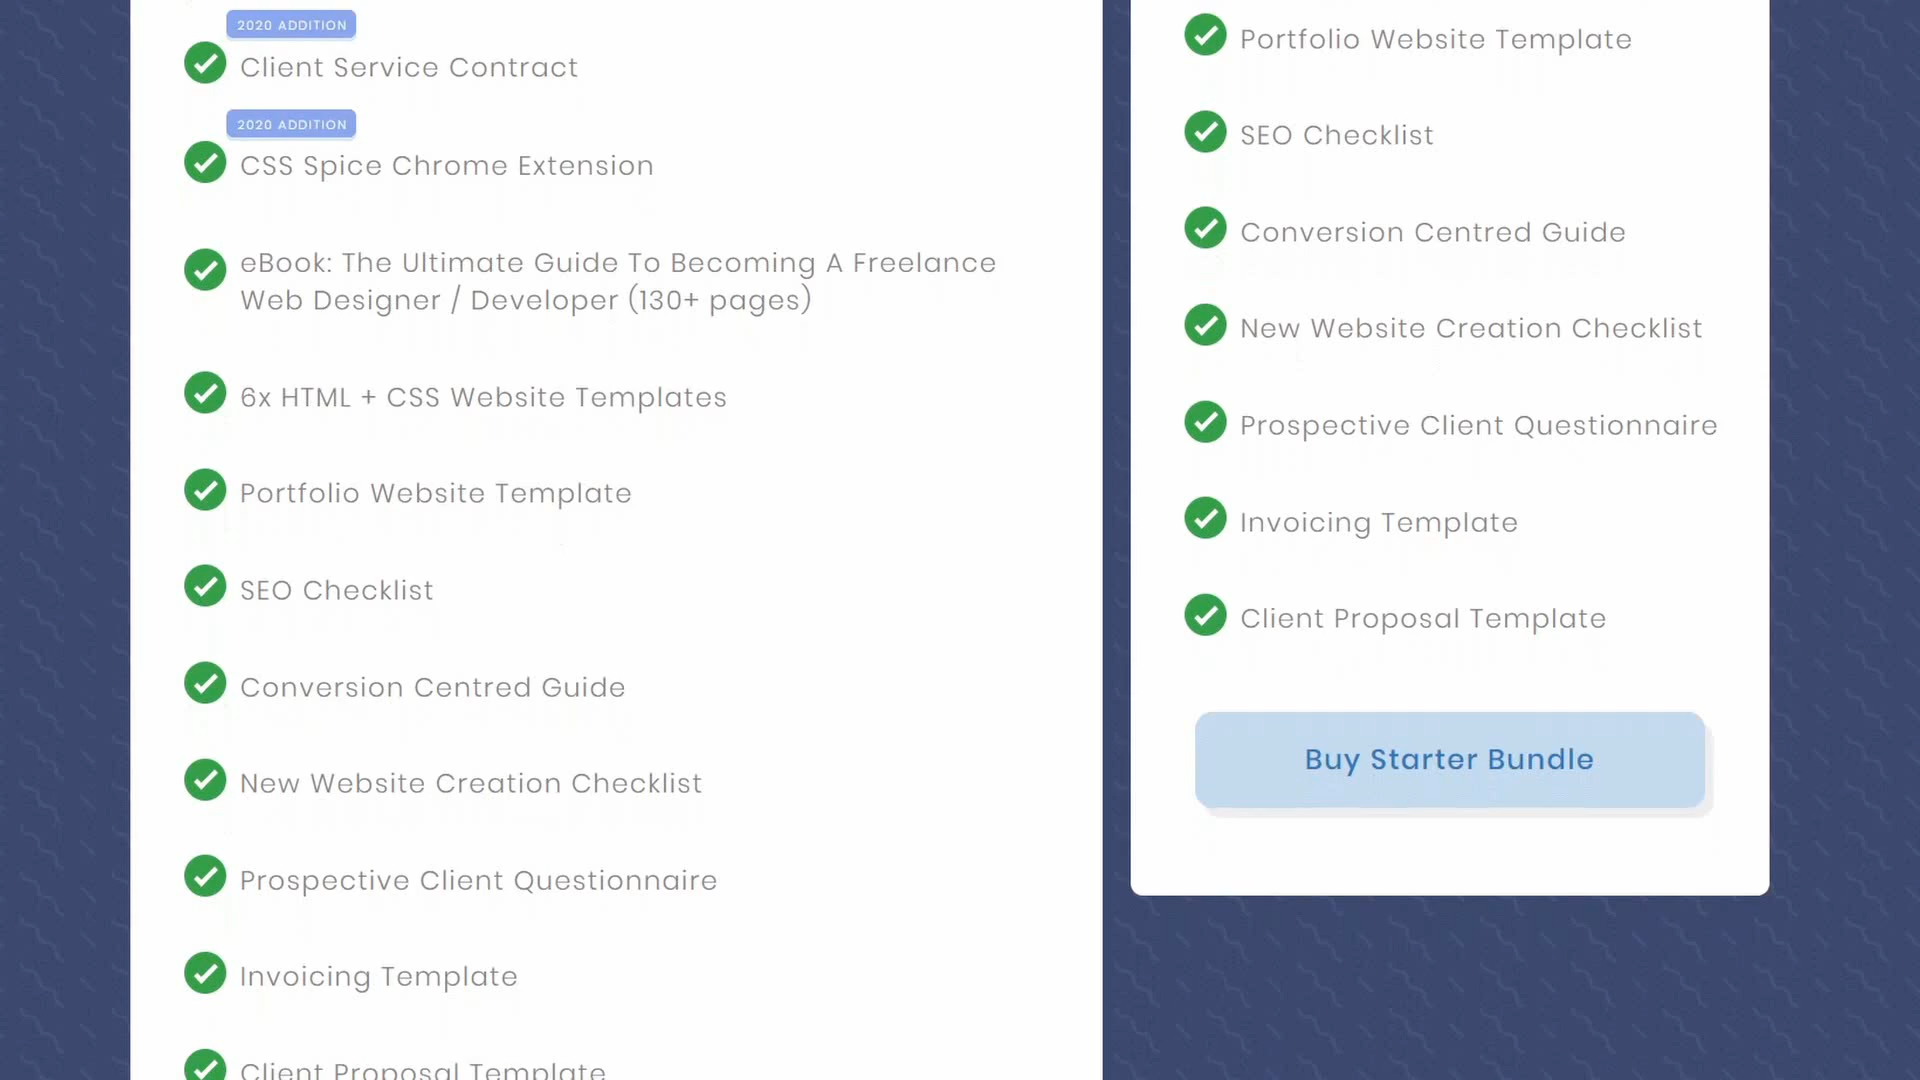 2020 ADDITION
Client Service Contract
2020 ADDITION
CSS Spice Chrome Extension
eBook: The Ultimate Guide To Becoming A Freelance
Web Designer / Developer (130+ pages)
6x HTML + CSS Website Templates
Portfolio Website Template
SEO Checklist
Conversion Centred Guide
New Website Creation Checklist
Prospective Client Questionnaire
Invoicing Template
Client Proposal Template
Portfolio Website Template
SEO Checklist
Conversion Centred Guide
New Website Creation Checklist
Prospective Client Questionnaire
Invoicing Template
Client Proposal Template
Buy Starter Bundle